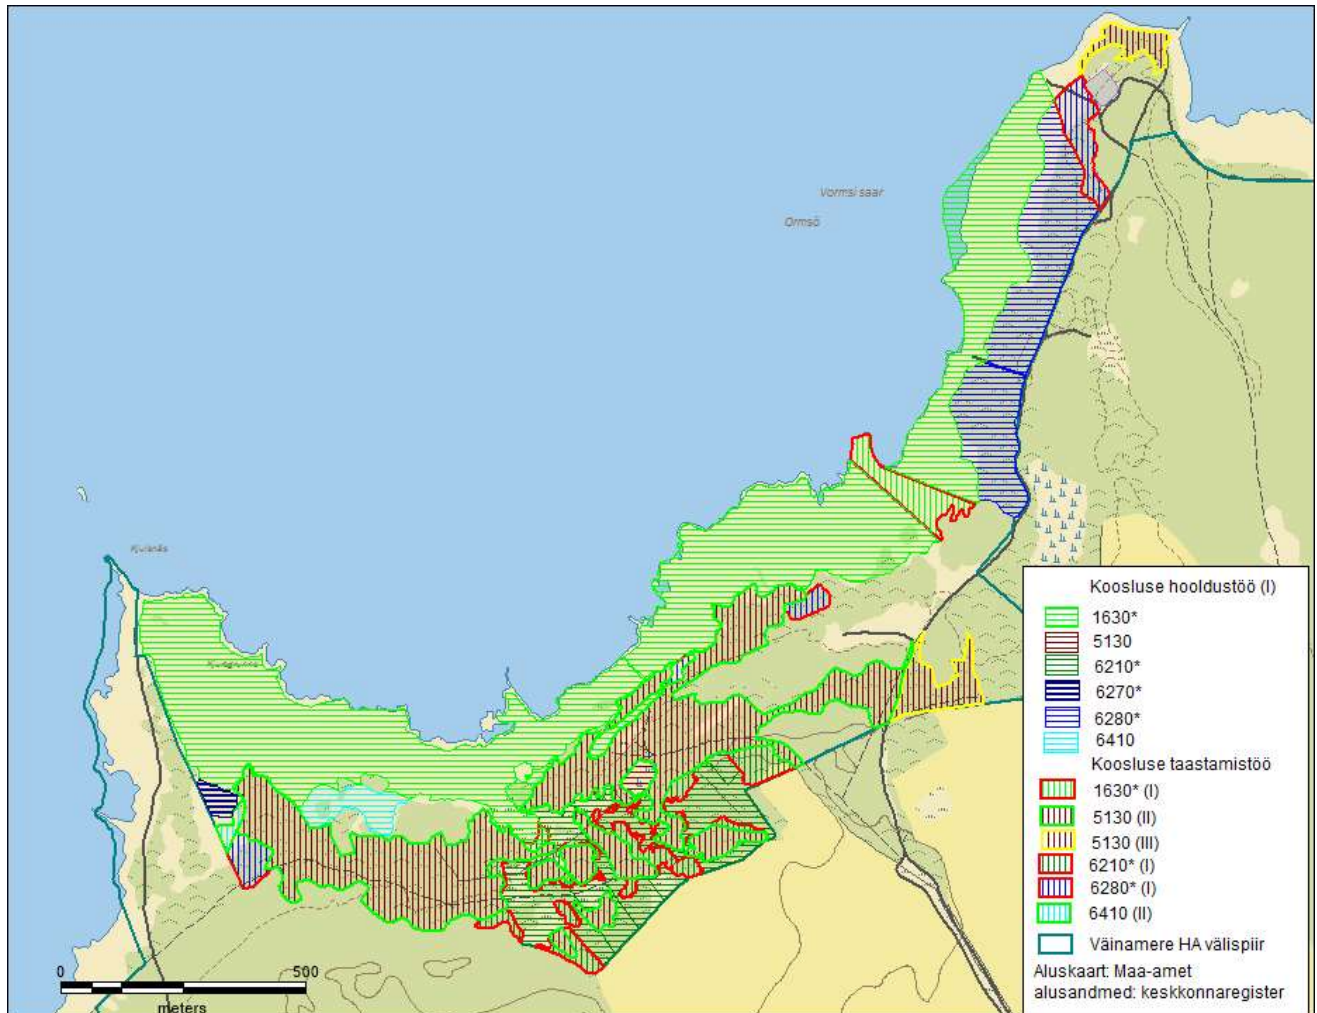 Vormsi saar
Ormsö
Koosluse hooldustöö (I)
1630*
5130
6210*
6270*
6280*
6410
Koosluse taastamistöö
1630* (I)
5130 (II)
5130 (III)
6210* (I)
6280* (I)
6410 (II)
Väinamere HA välispiir
Aluskaart: Maa-amet
alusandmed: keskkonnaregister
0 500
meters